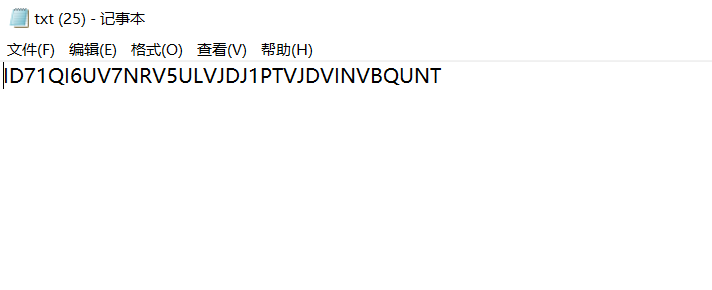 txt (25) - 记事本
文件(F) 编辑(E) 格式(O) 查看(V) 帮助(H)
ID71QI6UV7NRV5ULVJDJ1PTVJDVINVBQUNT